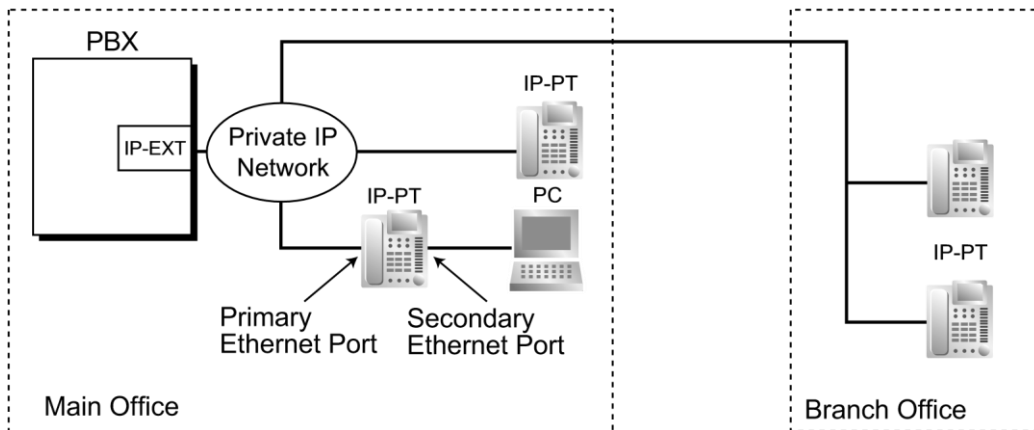 PBX
IP-EXT
Private IP
Network
IP-PT
IP-PT
PC
Primary
Ethernet Port
Secondary
Ethernet Port
Main Office
IP-PT
Branch Office